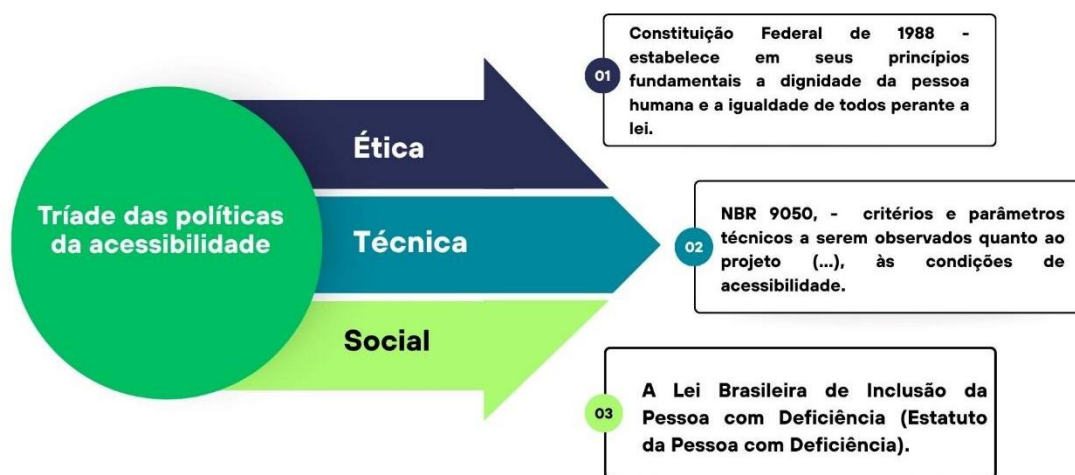 Tríade das políticas
da acessibilidade
Ética
Técnica
Social
01
Constituição Federal de 1988 -
estabelece em seus princípios
fundamentais a dignidade da pessoa
humana e a igualdade de todos perante a
lei.
02
NBR 9050, - critérios e parâmetros
técnicos a serem observados quanto ao
projeto (...), às condições de
acessibilidade.
03
A Lei Brasileira de Inclusão da
Pessoa com Deficiência (Estatuto
da Pessoa com Deficiência).